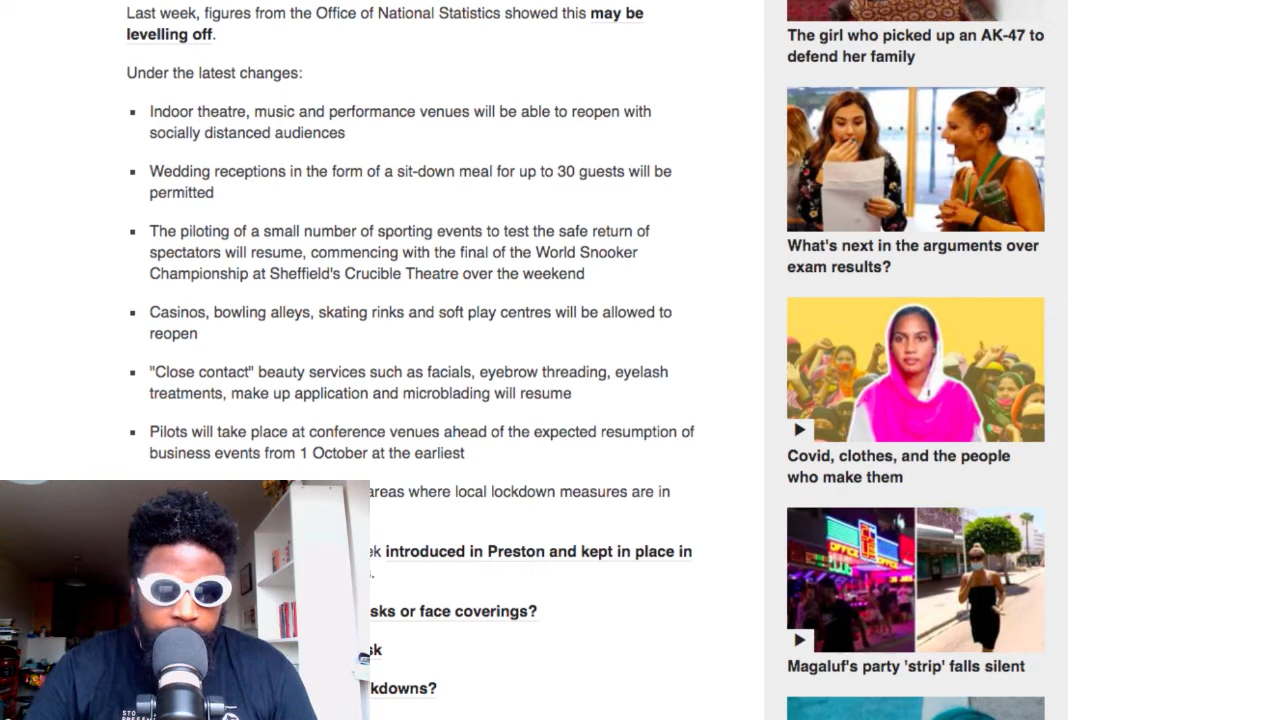 Last week, figures from the Office of National Statistics showed this may be
levelling off.
Under the latest changes:
Indoor theatre, music and performance venues will be able to reopen with
socially distanced audiences
Wedding receptions in the form of a sit-down meal for up to 30 guests will be
permitted
The piloting of a small number of sporting events to test the safe return of
spectators will resume, commencing with the final of the World Snooker
Championship at Sheffield's Crucible Theatre over the weekend
Casinos, bowling alleys, skating rinks and soft play centres will be allowed to
reopen
"Close contact" beauty services such as facials, eyebrow threading, eyelash
treatments, make up application and microblading will resume
Pilots will take place at conference venues ahead of the expected resumption of
business events from 1 October at the earliest
areas where local lockdown measures are in
introduced in Preston and kept in place in
or face coverings?
The girl who picked up an AK-47 to
defend her family
What's next in the arguments over
exam results?
Covid, clothes, and the people
who make them
OFFICE
Magaluf's party 'strip' falls silent